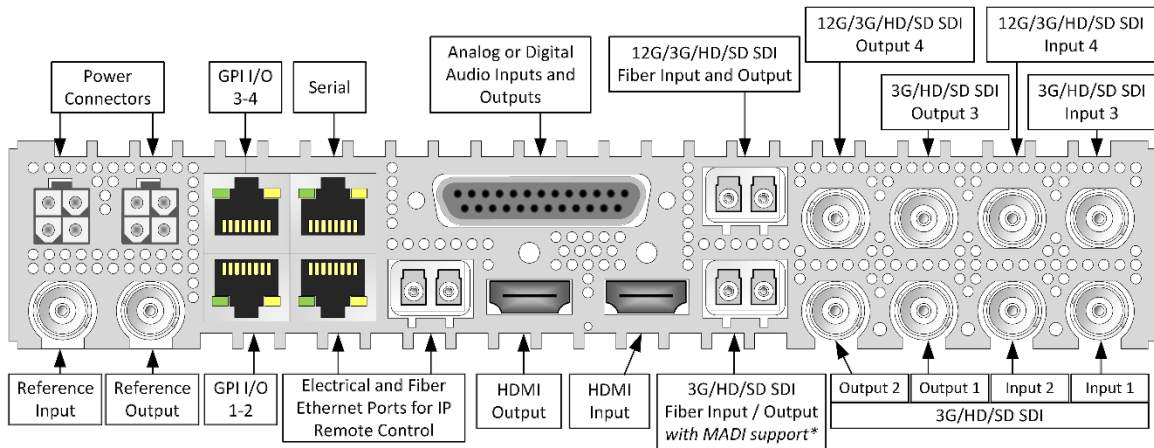 Power
Connectors
GPI I/O
3-4
Serial
Analog or Digital
Audio Inputs and
Outputs
12G/3G/HD/SD SDI
Fiber Input and Output
12G/3G/HD/SD SDI
Output 4
3G/HD/SD SDI
Output 3
12G/3G/HD/SD SDI
Input 4
3G/HD/SD SDI
Input 3
Reference
Input
Reference
Output
GPI I/O
1-2
Electrical and Fiber
Ethernet Ports for IP
Remote Control
HDMI
Output
HDMI
Input
3G/HD/SD SDI
Fiber Input / Output
with MADI support*
Output 2
Output 1
Input 2
Input 1
3G/HD/SD SDI